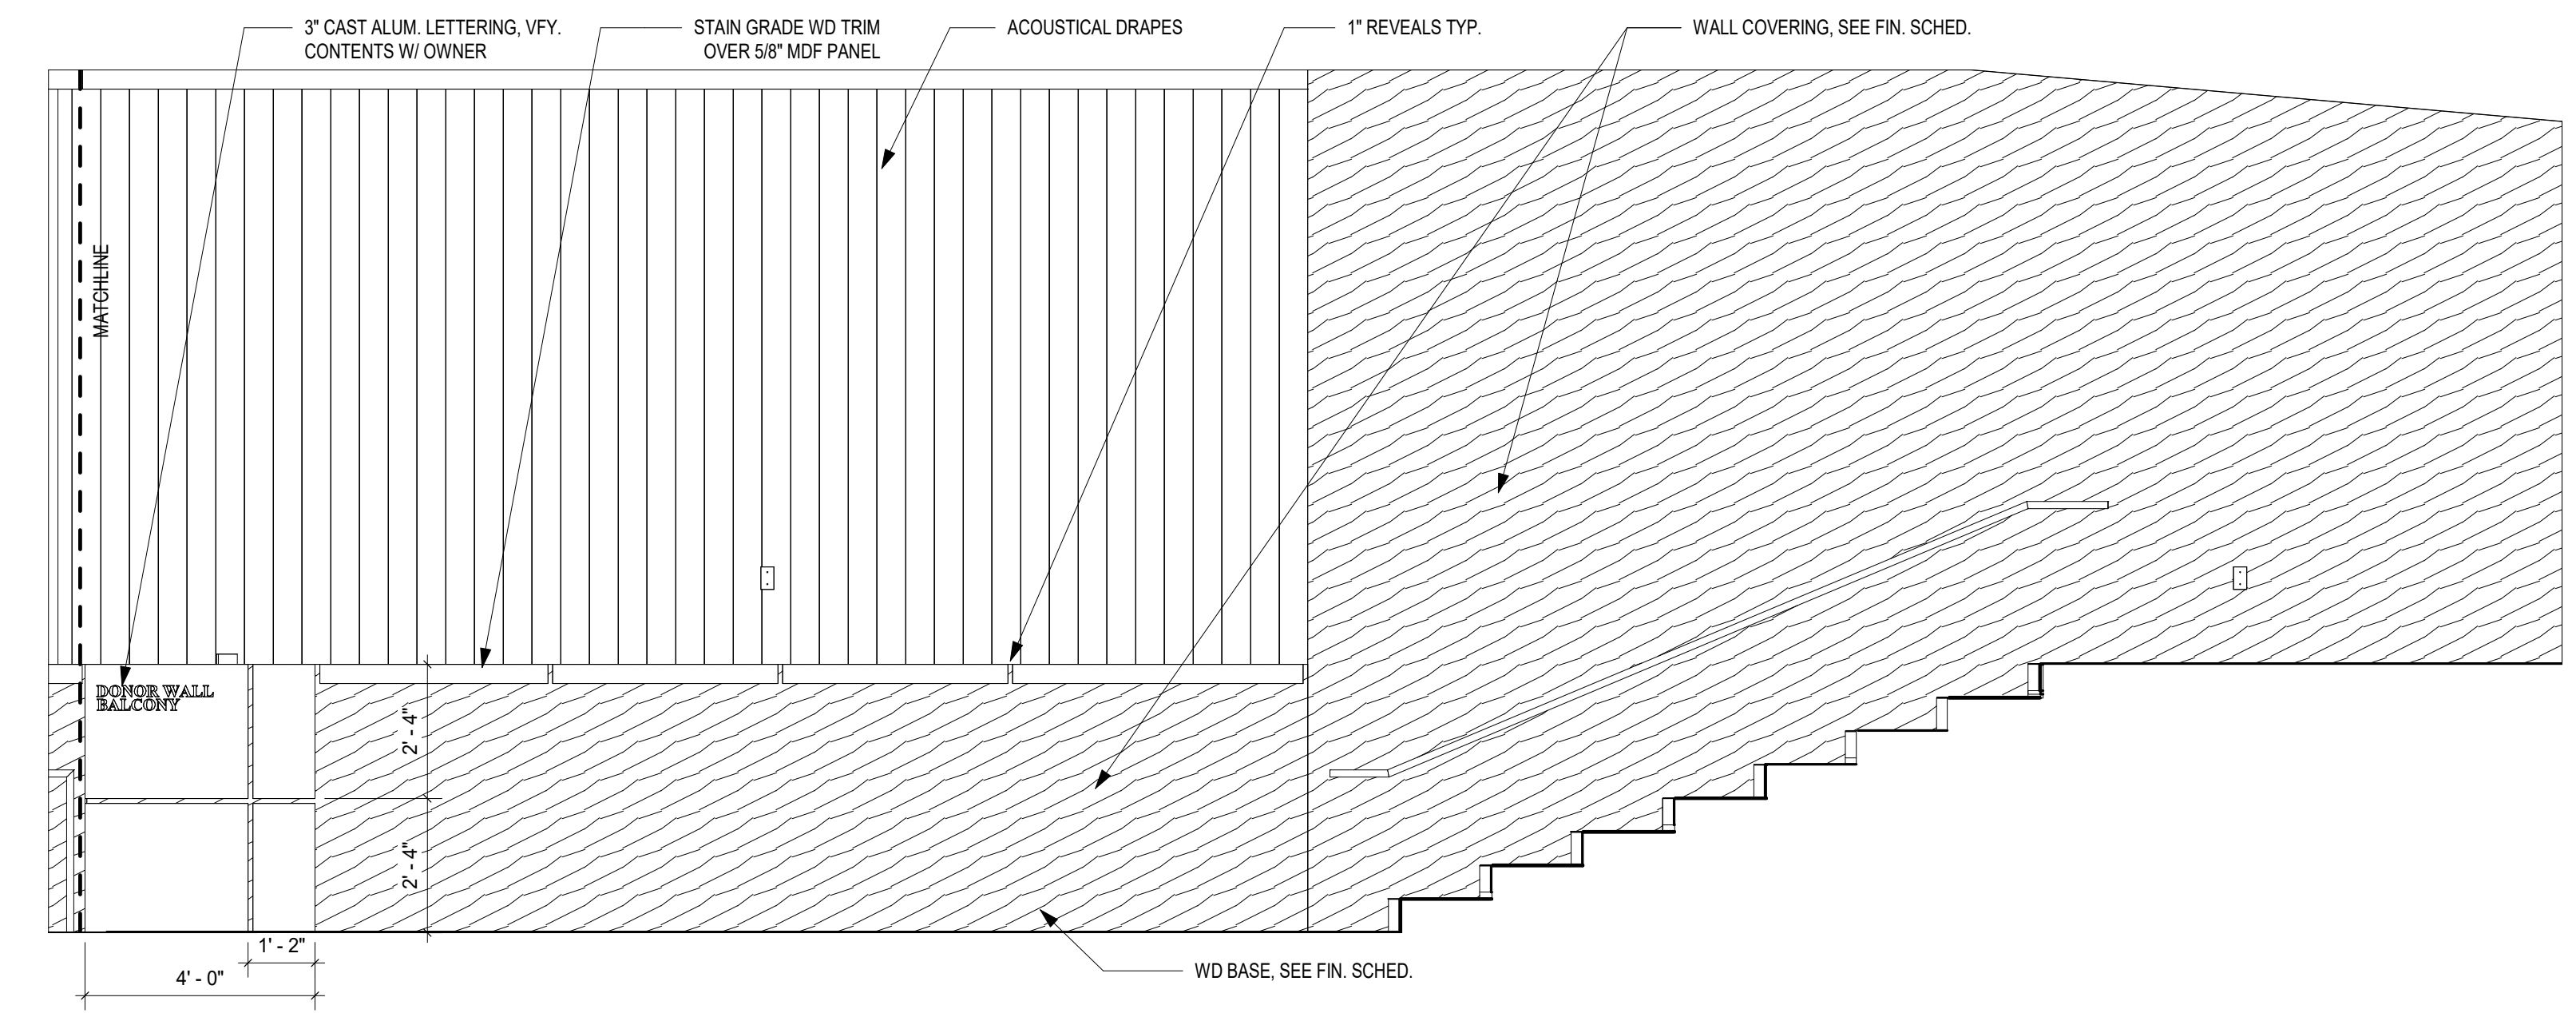 3" CAST ALUM. LETTERING, VFY.
CONTENTS W/ OWNER
STAIN GRADE WD TRIM
OVER 5/8" MDF PANEL
ACOUSTICAL DRAPES
1" REVEALS TYP.
WALL COVERING, SEE FIN. SCHED.
MATCHLINE
DONOR WALL
BALCONY
2' - 4"
2' - 4"
1' - 2"
4' - 0"
WD BASE, SEE FIN. SCHED.